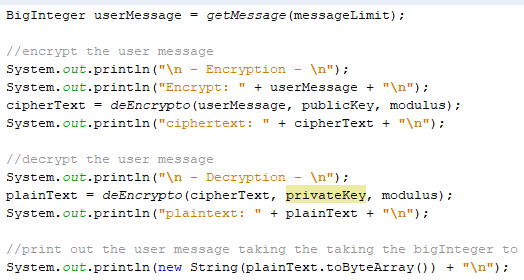 BigInteger userMessage = getMessage(messageLimit);
//encrypt the user message
System.out.println("\n - Encryption - \n");
System.out.println("Encrypt: " + userMessage + "\n");
cipherText = deEncrypto(userMessage, publicKey, modulus);
System.out.println("ciphertext: " + cipherText + "\n");
//decrypt the user message
System.out.println("\n - Decryption - \n");
plainText = deEncrypto(cipherText, privateKey, modulus);
System.out.println("plaintext: " + plainText + "\n");
//print out the user message taking the taking the bigInteger to
System.out.println(new String(plainText.toByteArray()) + "\n");